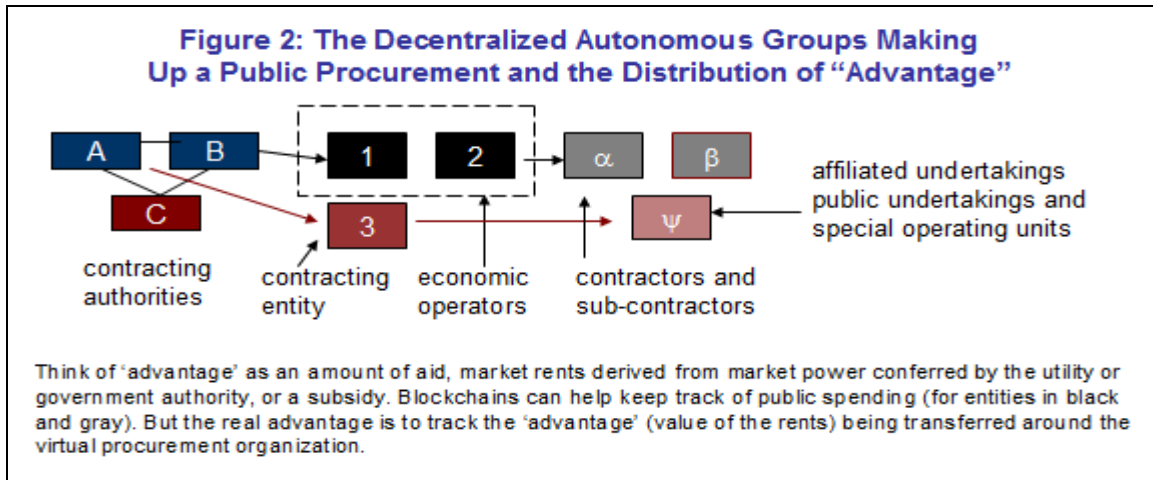 Figure 2: The Decentralized Autonomous Groups Making
Up a Public Procurement and the Distribution of “Advantage”
A
B
1
2
α
β
C
3
ψ
affiliated undertakings
public undertakings and
special operating units
contracting
authorities
contracting
entity
economic
operators
contractors and
sub-contractors
Think of ‘advantage’ as an amount of aid, market rents derived from market power conferred by the utility or
government authority, or a subsidy. Blockchains can help keep track of public spending (for entities in black
and gray). But the real advantage is to track the ‘advantage’ (value of the rents) being transferred around the
virtual procurement organization.